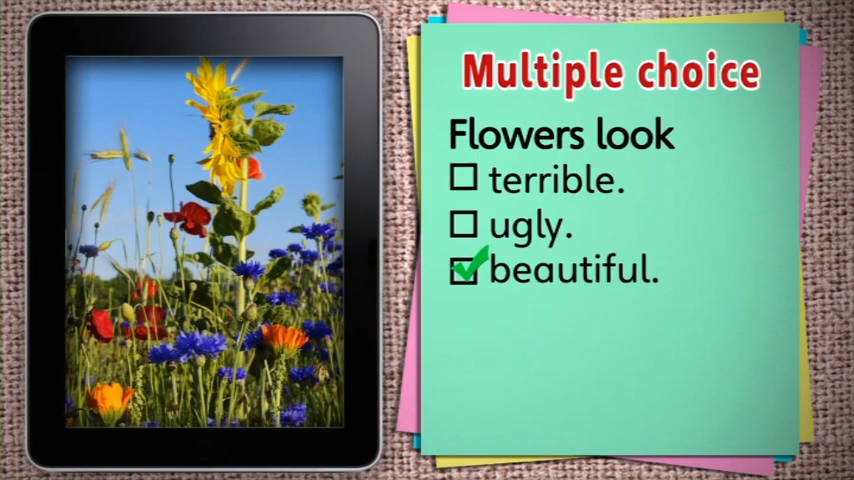 Multiple choice
Flowers look
terrible.
ugly.
beautiful.